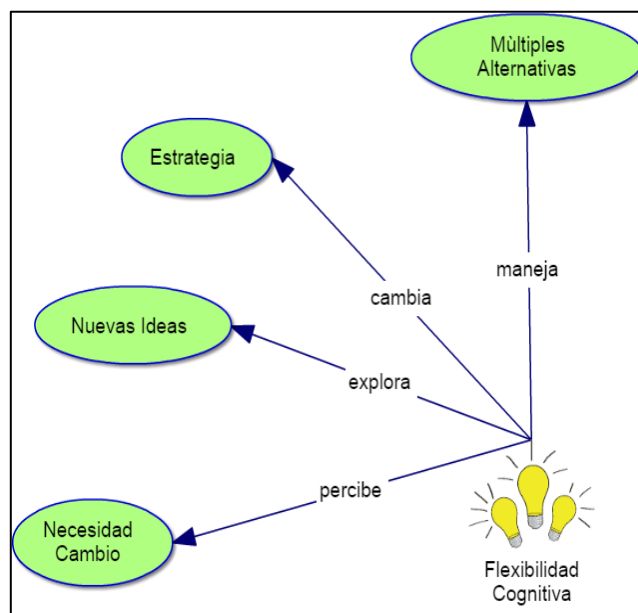 Mùltiples
Alternativas
Estrategia
maneja
cambia
Nuevas Ideas
explora
percibe
Necesidad
Cambio
Flexibilidad
Cognitiva